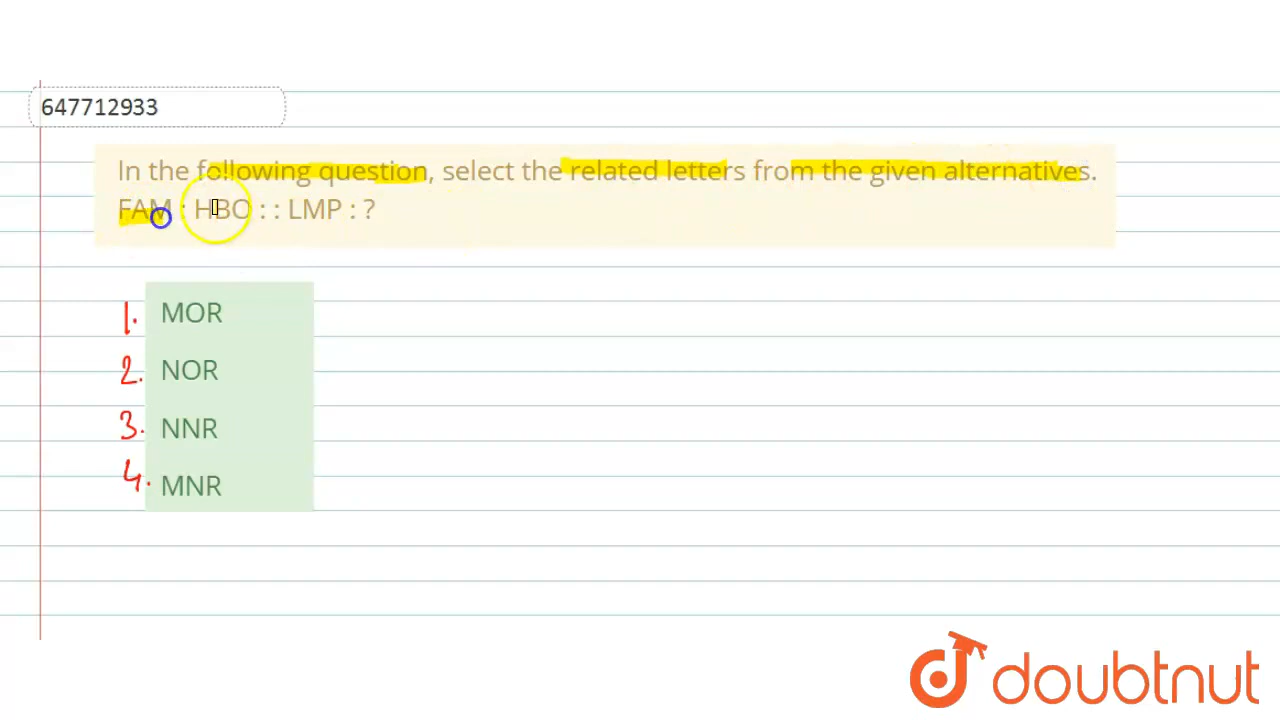 647712933
In the following question, select the related letters from the given alternatives.
FAM : HBO : : LMP : ?
1. MOR
2. NOR
3. NNR
4. MNR
doubtnut